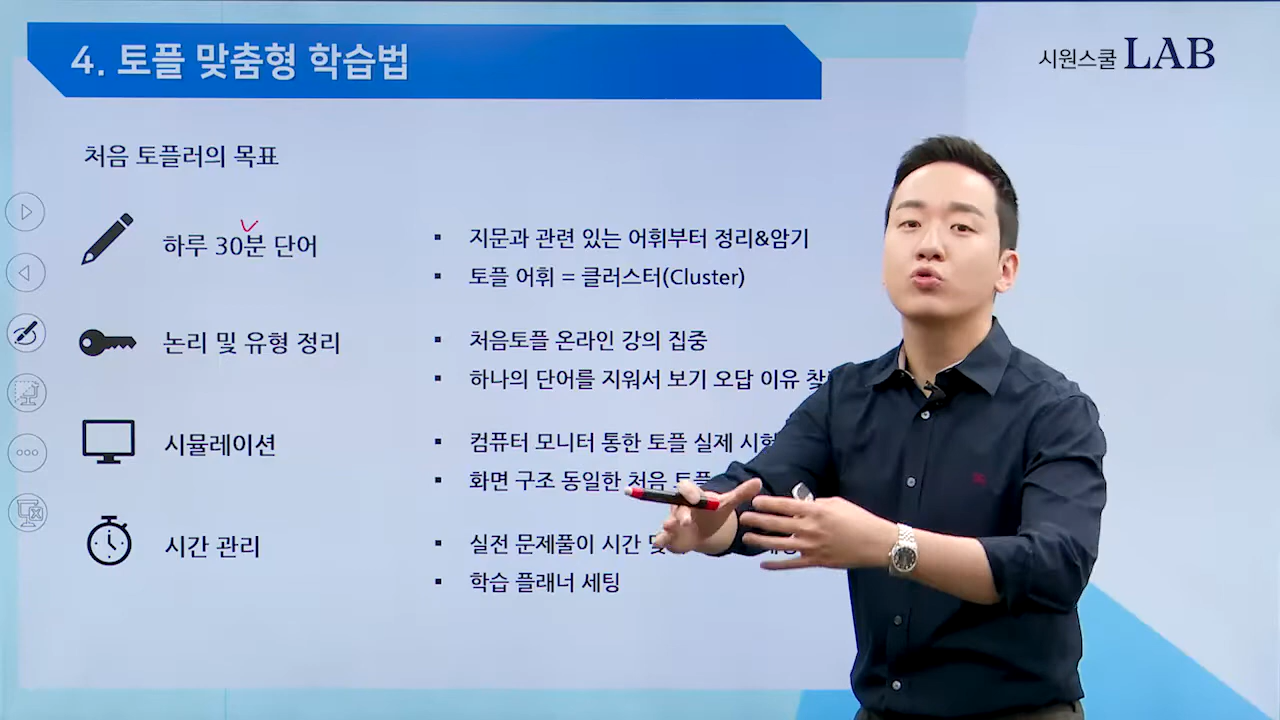 4. 토플 맞춤형 학습법
시원스쿨 LAB
처음 토플러의 목표
하루 30분 단어
지문과 관련 있는 어휘부터 정리&암기
토플 어휘 = 클러스터(Cluster)
논리 및 유형 정리
처음토플 온라인 강의 집중
하나의 단어를 지워서 보기 오답 이유
시뮬레이션
컴퓨터 모니터 통한 토플 실제
화면 구조 동일한 처음
시간 관리
실전 문제풀이 시간
학습 플래너 세팅